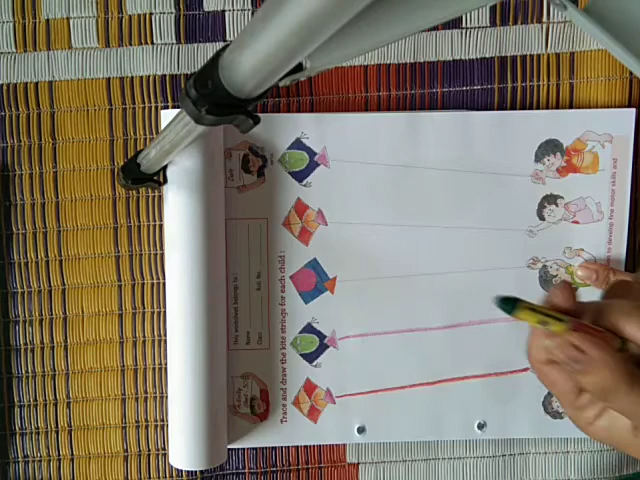 This worksheet belongs to :
Name
Class Roll No.
Trace and draw the kite strings for each child !
to develop fine motor skills and